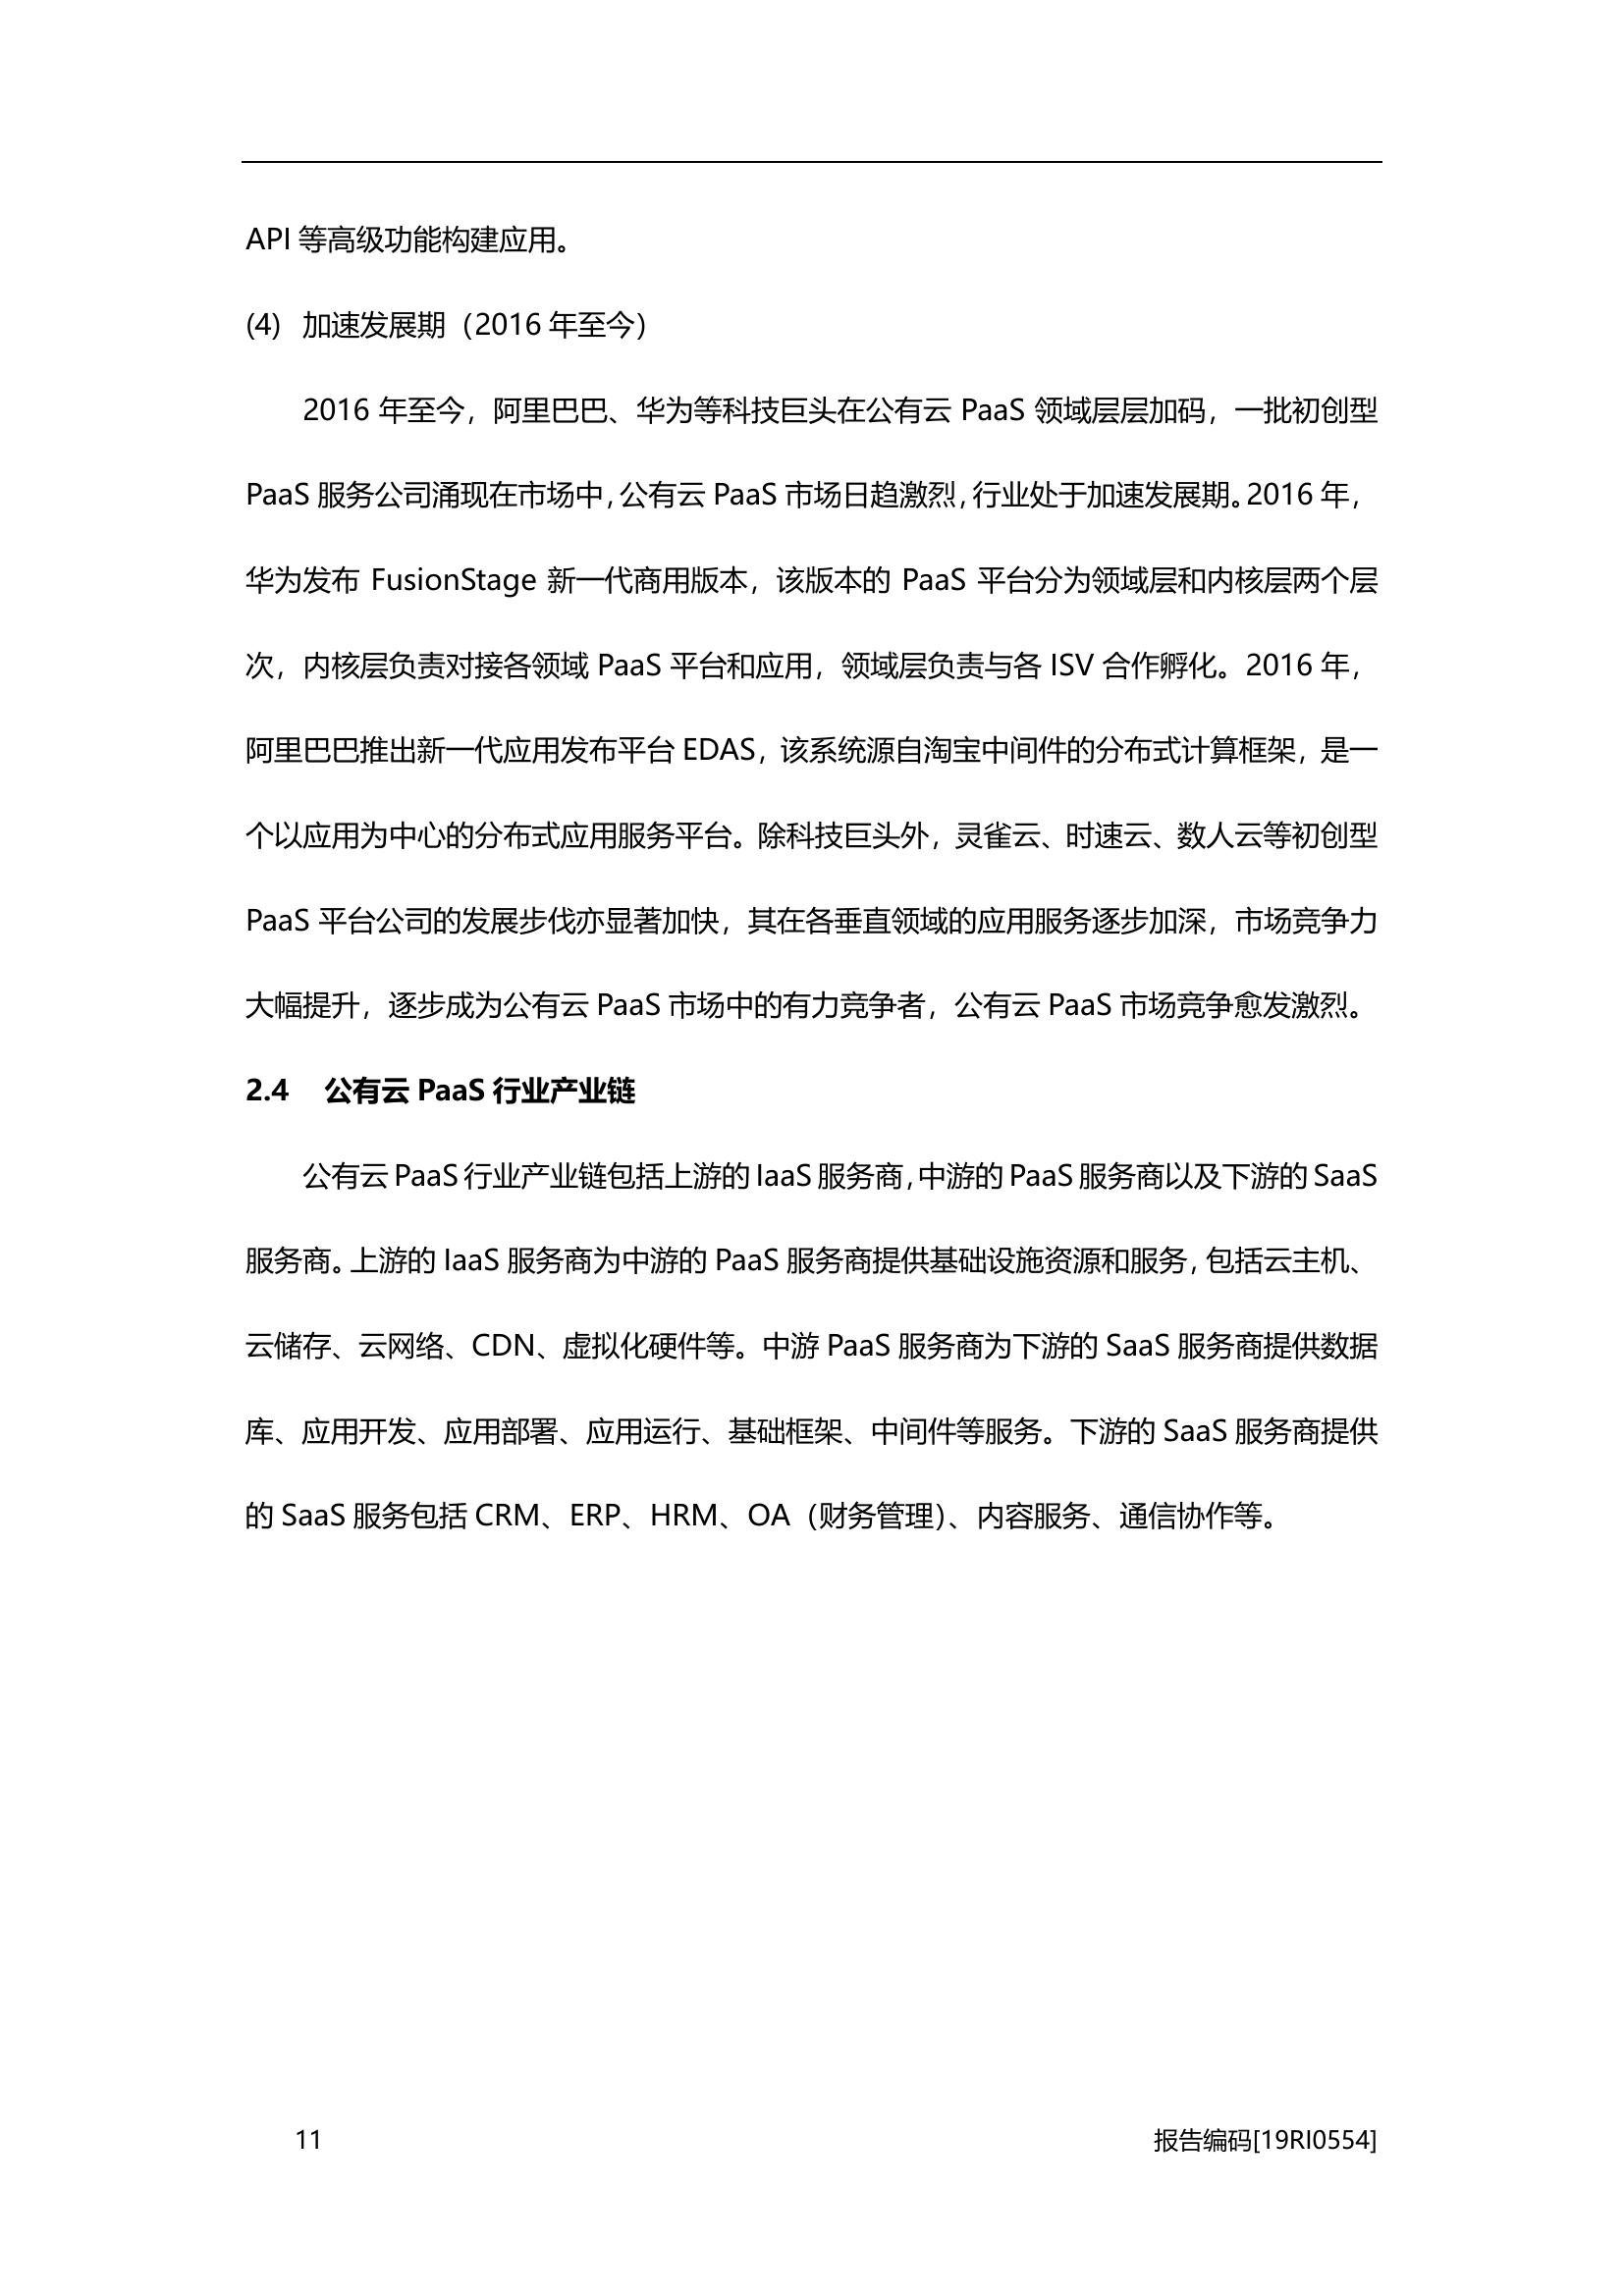 API 等高级功能构建应用。
(4) 加速发展期（2016 年至今）
2016 年至今，阿里巴巴、华为等科技巨头在公有云 PaaS 领域层层加码，一批初创型
PaaS 服务公司涌现在市场中，公有云 PaaS 市场日趋激烈，行业处于加速发展期。2016 年，
华为发布 FusionStage 新一代商用版本，该版本的 PaaS 平台分为领域层和内核层两个层
次，内核层负责对接各领域 PaaS 平台和应用，领域层负责与各 ISV 合作孵化。2016 年，
阿里巴巴推出新一代应用发布平台 EDAS，该系统源自淘宝中间件的分布式计算框架，是一
个以应用为中心的分布式应用服务平台。除科技巨头外，灵雀云、时速云、数人云等初创型
PaaS 平台公司的发展步伐亦显著加快，其在各垂直领域的应用服务逐步加深，市场竞争力
大幅提升，逐步成为公有云 PaaS 市场中的有力竞争者，公有云 PaaS 市场竞争愈发激烈。
2.4 公有云 PaaS 行业产业链
公有云 PaaS 行业产业链包括上游的 IaaS 服务商，中游的 PaaS 服务商以及下游的 SaaS
服务商。上游的 IaaS 服务商为中游的 PaaS 服务商提供基础设施资源和服务，包括云主机、
云储存、云网络、CDN、虚拟化硬件等。中游 PaaS 服务商为下游的 SaaS 服务商提供数据
库、应用开发、应用部署、应用运行、基础框架、中间件等服务。下游的 SaaS 服务商提供
的 SaaS 服务包括 CRM、ERP、HRM、OA（财务管理）、内容服务、通信协作等。
11 报告编码[19RI0554]